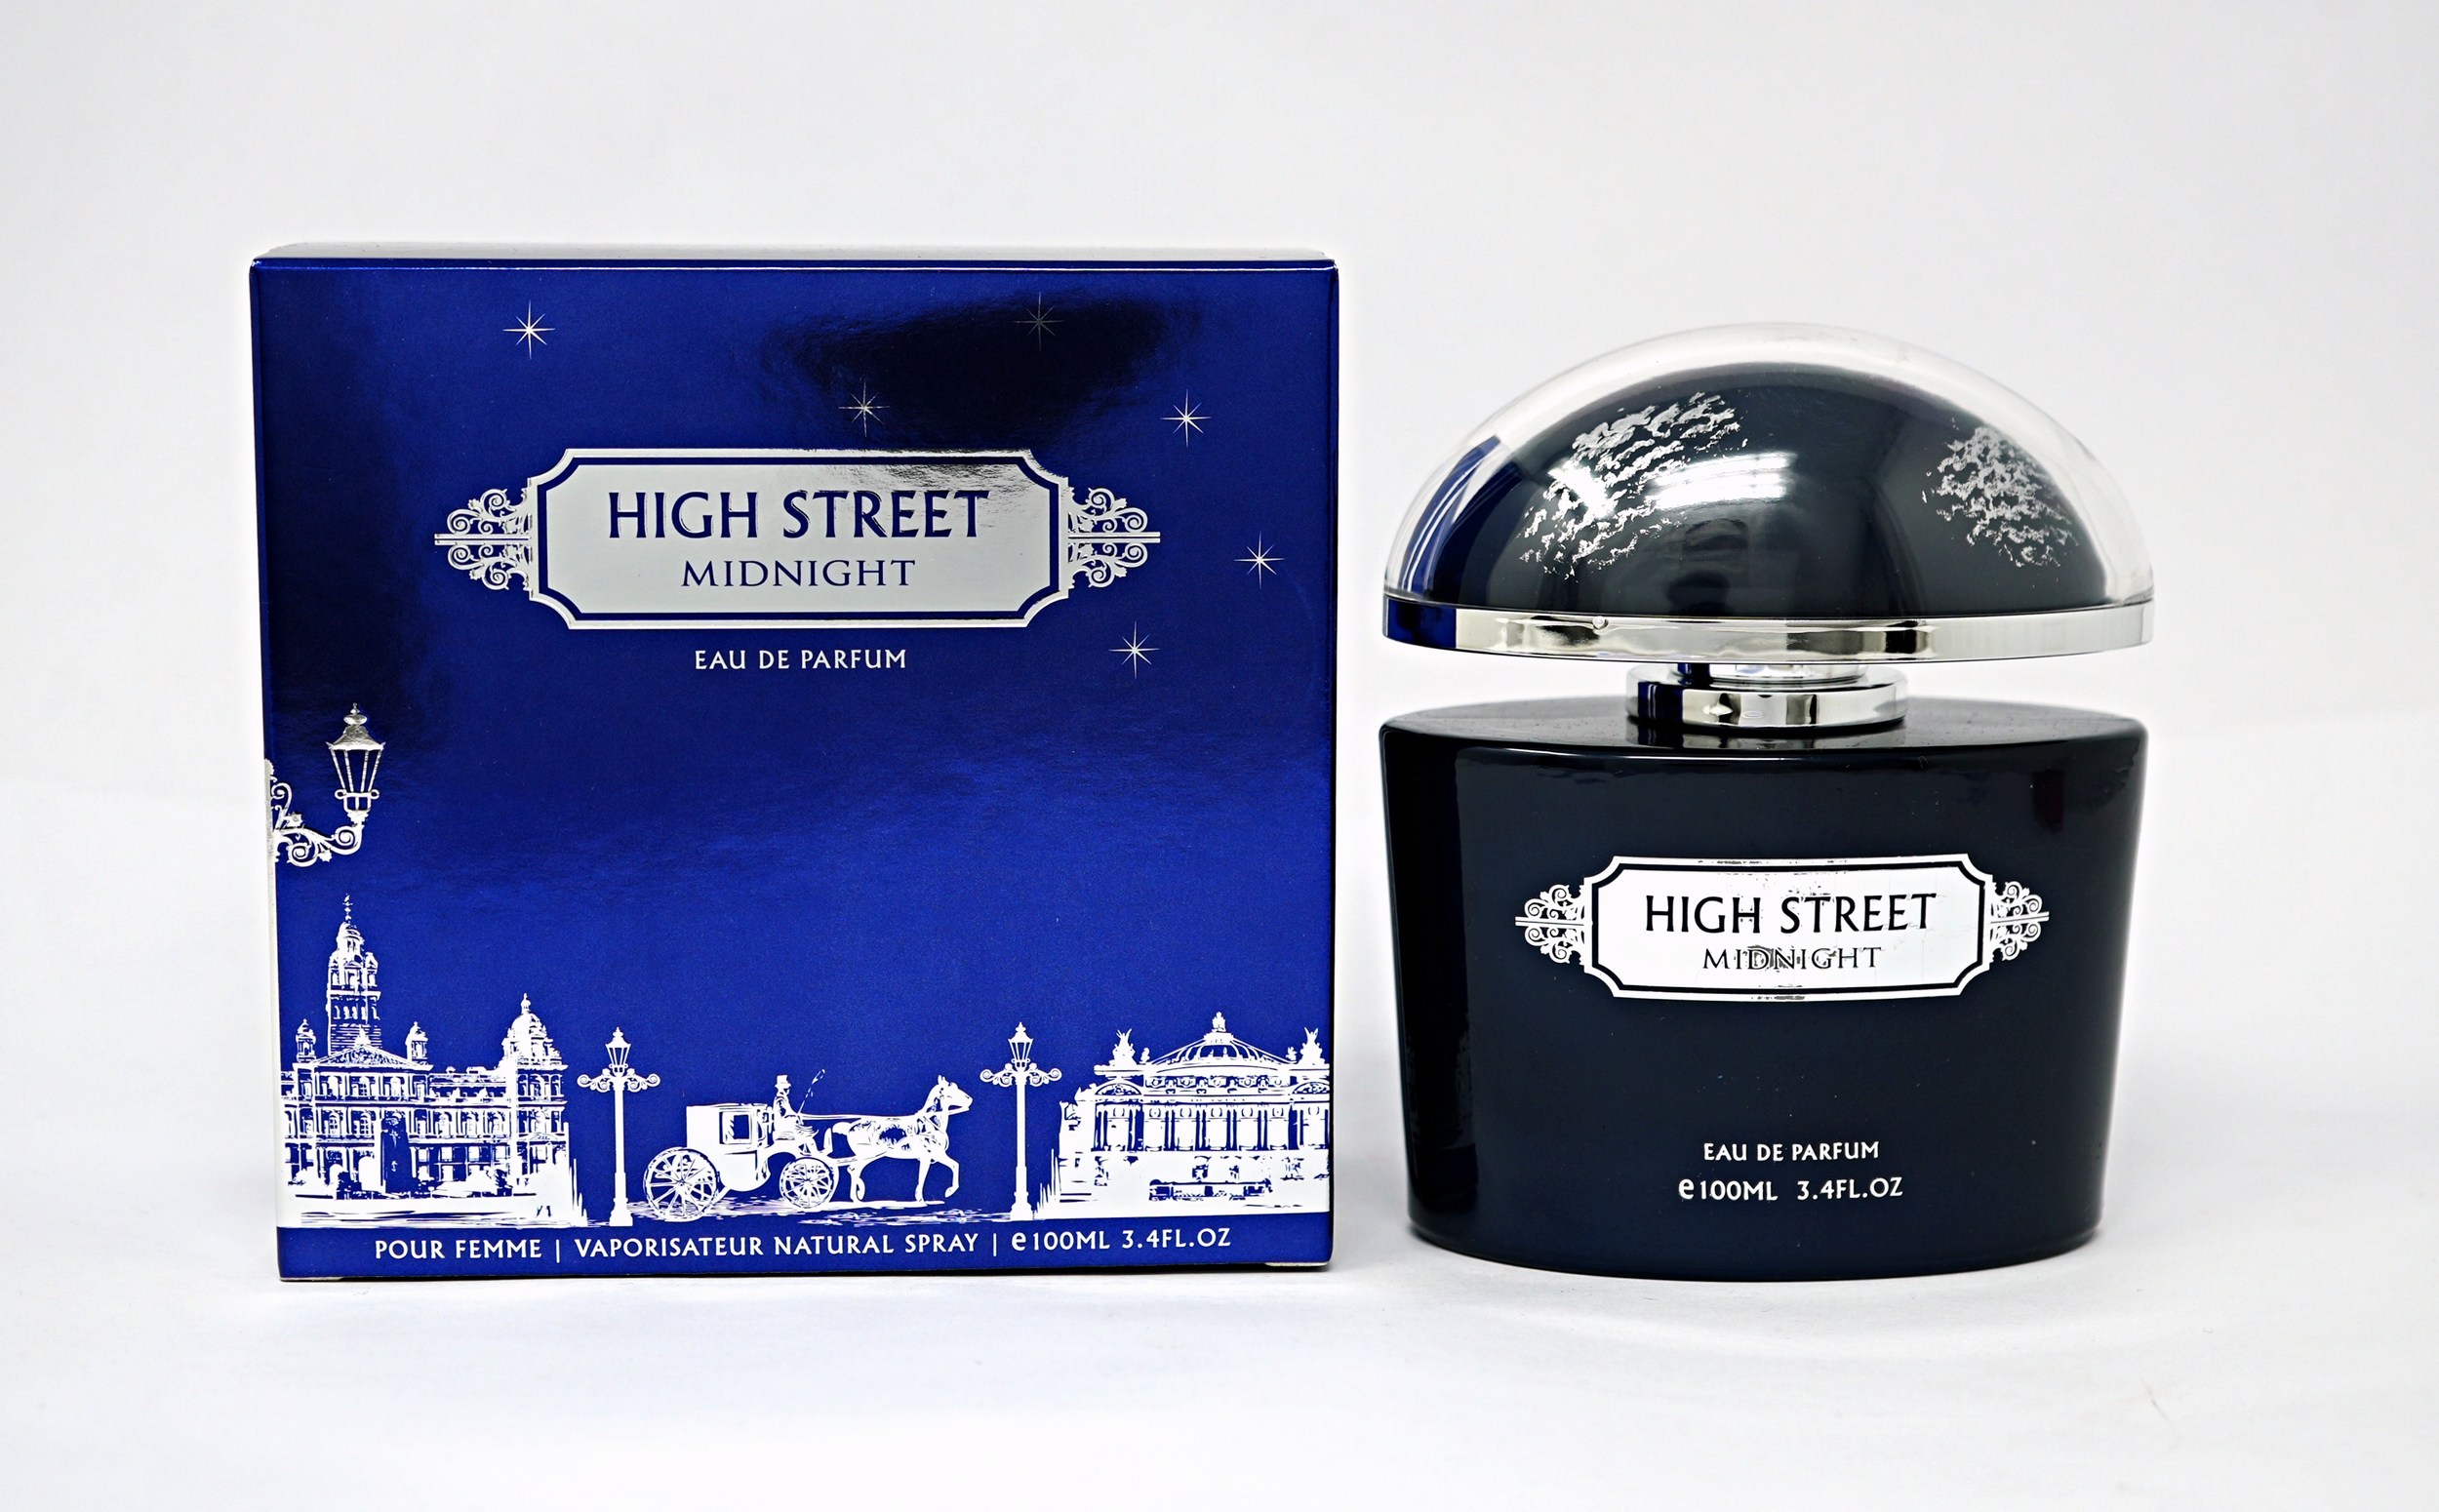 HIGH STREET
MIDNIGHT
EAU DE PARFUM
POUR FEMME | VAPORISATEUR NATURAL SPRAY | e100ML 3.4FL.OZ
HIGH STREET
MIDNIGHT
EAU DE PARFUM
e100ML 3.4FL.OZ